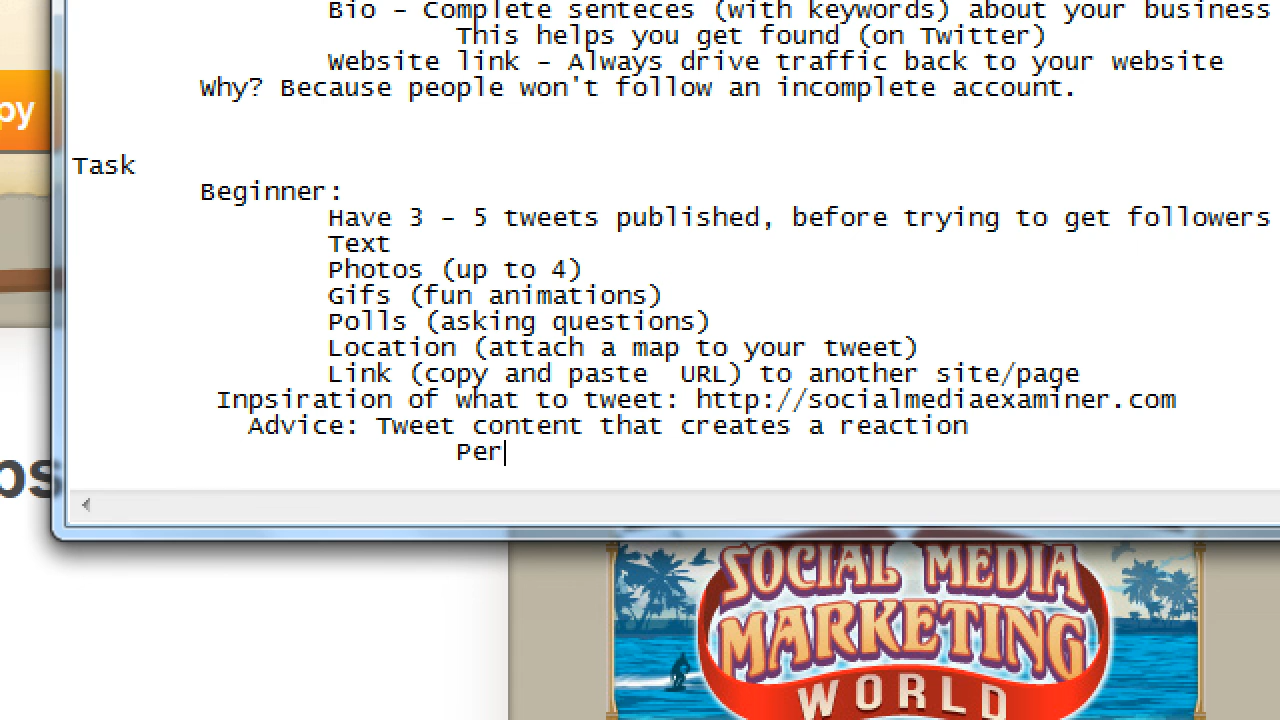 Bio - Complete senteces (with keywords) about your business
This helps you get found (on Twitter)
Website link - Always drive traffic back to your website
Why? Because people won't follow an incomplete account.
py
Task
Beginner:
Have 3 - 5 tweets published, before trying to get followers
Text
Photos (up to 4)
Gifs (fun animations)
Polls (asking questions)
Location (attach a map to your tweet)
Link (copy and paste  URL) to another site/page
Inpsiration of what to tweet: http://socialmediaexaminer.com
Advice: Tweet content that creates a reaction
Per
ps
SOCIAL MEDIA
MARKETING
WORLD